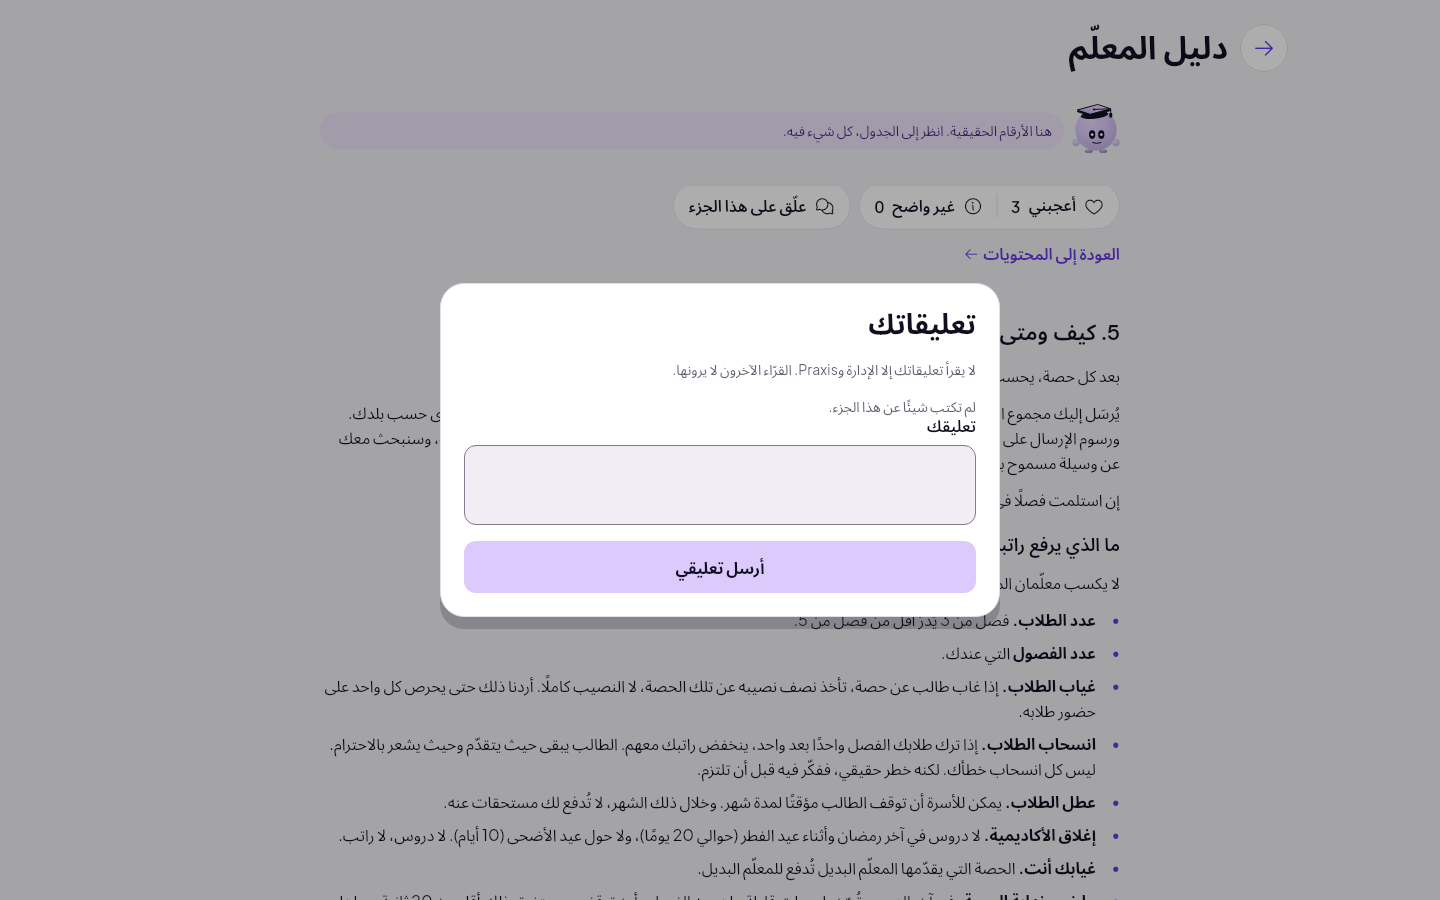 دليل المعلّم
هنا الأرقام الحقيقية. انظر إلى الجدول، كل شيء فيه.
أعجبني 3
غير واضح 0
علّق على هذا الجزء
العودة إلى المحتويات ←
5. كيف ومتى
بعد كل حصة، يحسب
يُرسَل إليك مجموع
ى حسب بلدك.
ورسوم الإرسال على
، وسنبحث معك
عن وسيلة مسموح
إن استلمت فصلًا
ما الذي يرفع
لا يكسب معلّمان
تعليقاتك
لا يقرأ تعليقاتك إلا الإدارة وPraxis. القرّاء الآخرون لا يرونها.
لم تكتب شيئًا عن هذا الجزء.
تعليقك
أرسل تعليقي
• عدد الطلاب. فصل من 3 يدرّ أقل من فصل من 5.
• عدد الفصول التي عندك.
• غياب الطلاب. إذا غاب طالب عن حصة، تأخذ نصف نصيبه عن تلك الحصة، لا النصيب كاملًا. أردنا ذلك حتى يحرص كل واحد على
حضور طلابه.
• انسحاب الطلاب. إذا ترك طلابك الفصل واحدًا بعد واحد، ينخفض راتبك معهم. الطالب يبقى حيث يتقدّم وحيث يشعر بالاحترام.
ليس كل انسحاب خطأك. لكنه خطر حقيقي، ففكّر فيه قبل أن تلتزم.
• عطل الطلاب. يمكن للأسرة أن توقف الطالب مؤقتًا لمدة شهر. وخلال ذلك الشهر، لا تُدفع لك مستحقات عنه.
• إغلاق الأكاديمية. لا دروس في آخر رمضان وأثناء عيد الفطر (حوالي 20 يومًا)، ولا حول عيد الأضحى (10 أيام). لا دروس، لا راتب.
• غيابك أنت. الحصة التي يقدّمها المعلّم البديل تُدفع للمعلّم البديل.